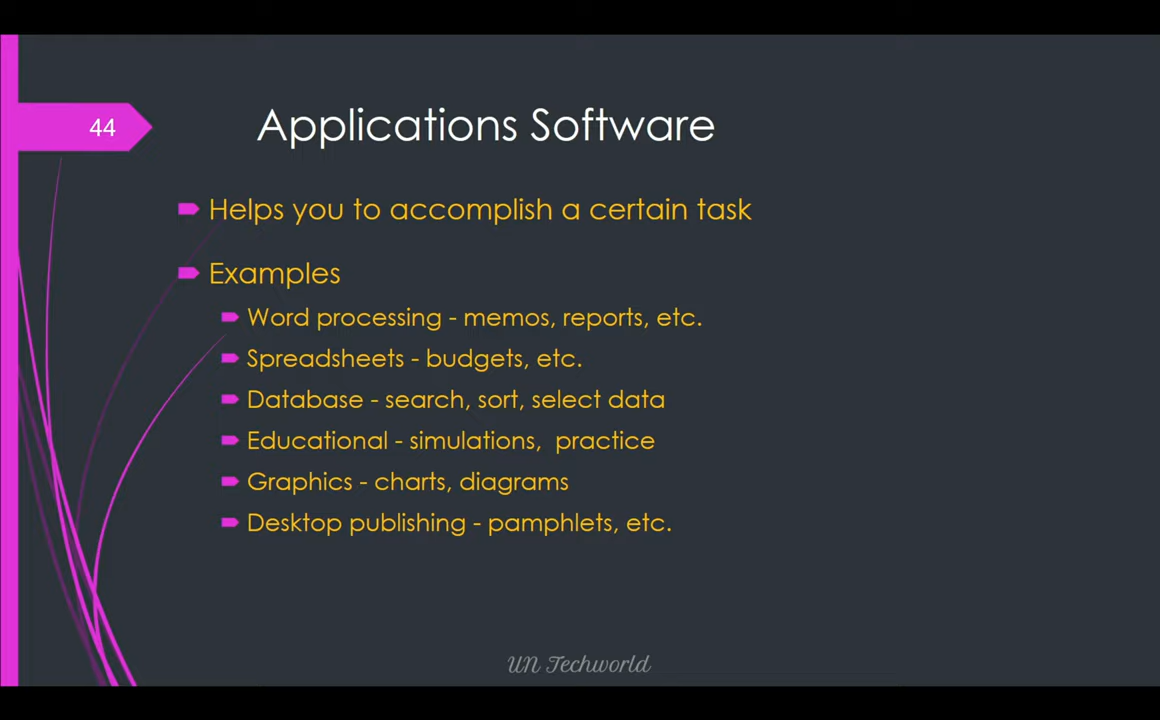 44
Applications Software
Helps you to accomplish a certain task
Examples
Word processing - memos, reports, etc.
Spreadsheets - budgets, etc.
Database - search, sort, select data
Educational - simulations,  practice
Graphics - charts, diagrams
Desktop publishing - pamphlets, etc.
UN Techworld